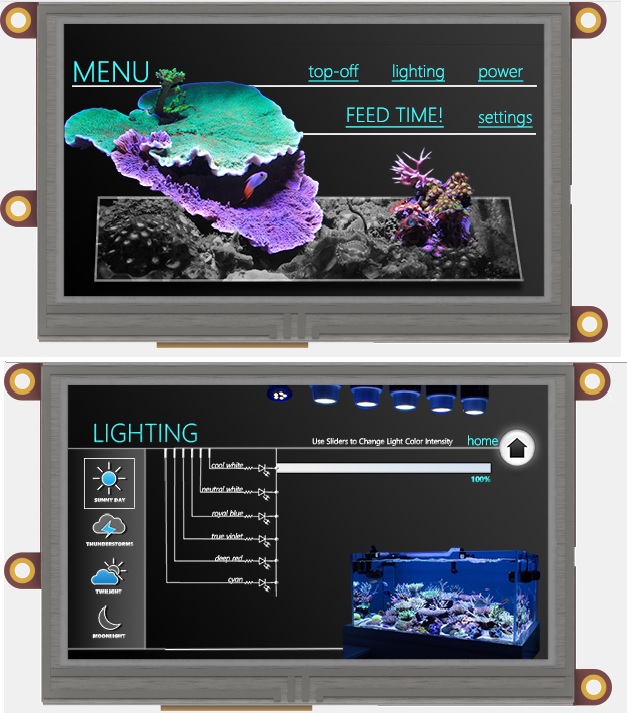 MENU
top-off lighting power
FEED TIME! settings
LIGHTING
Use Sliders to Change Light Color Intensity
home
cool white
100%
neutral white
royal blue
true violet
deep red
cyan
SUNNY DAY
THUNDERSTORMS
TWILIGHT
MOONLIGHT